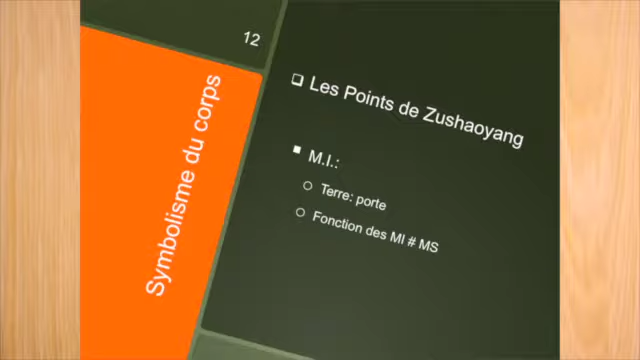 12
Symbolisme du corps
Les Points de Zushaoyang
M.I.:
Terre: porte
Fonction des MI # MS